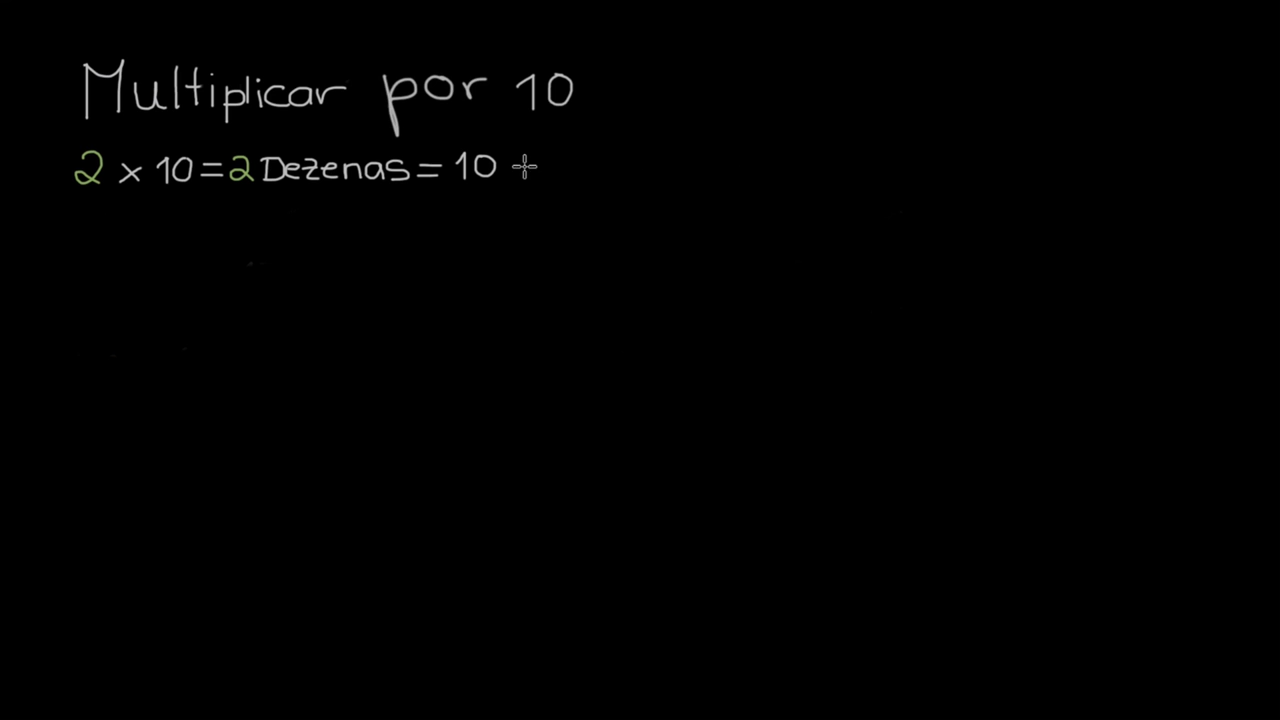 Multiplicar por 10
2 × 10 = 2 Dezenas = 10 +